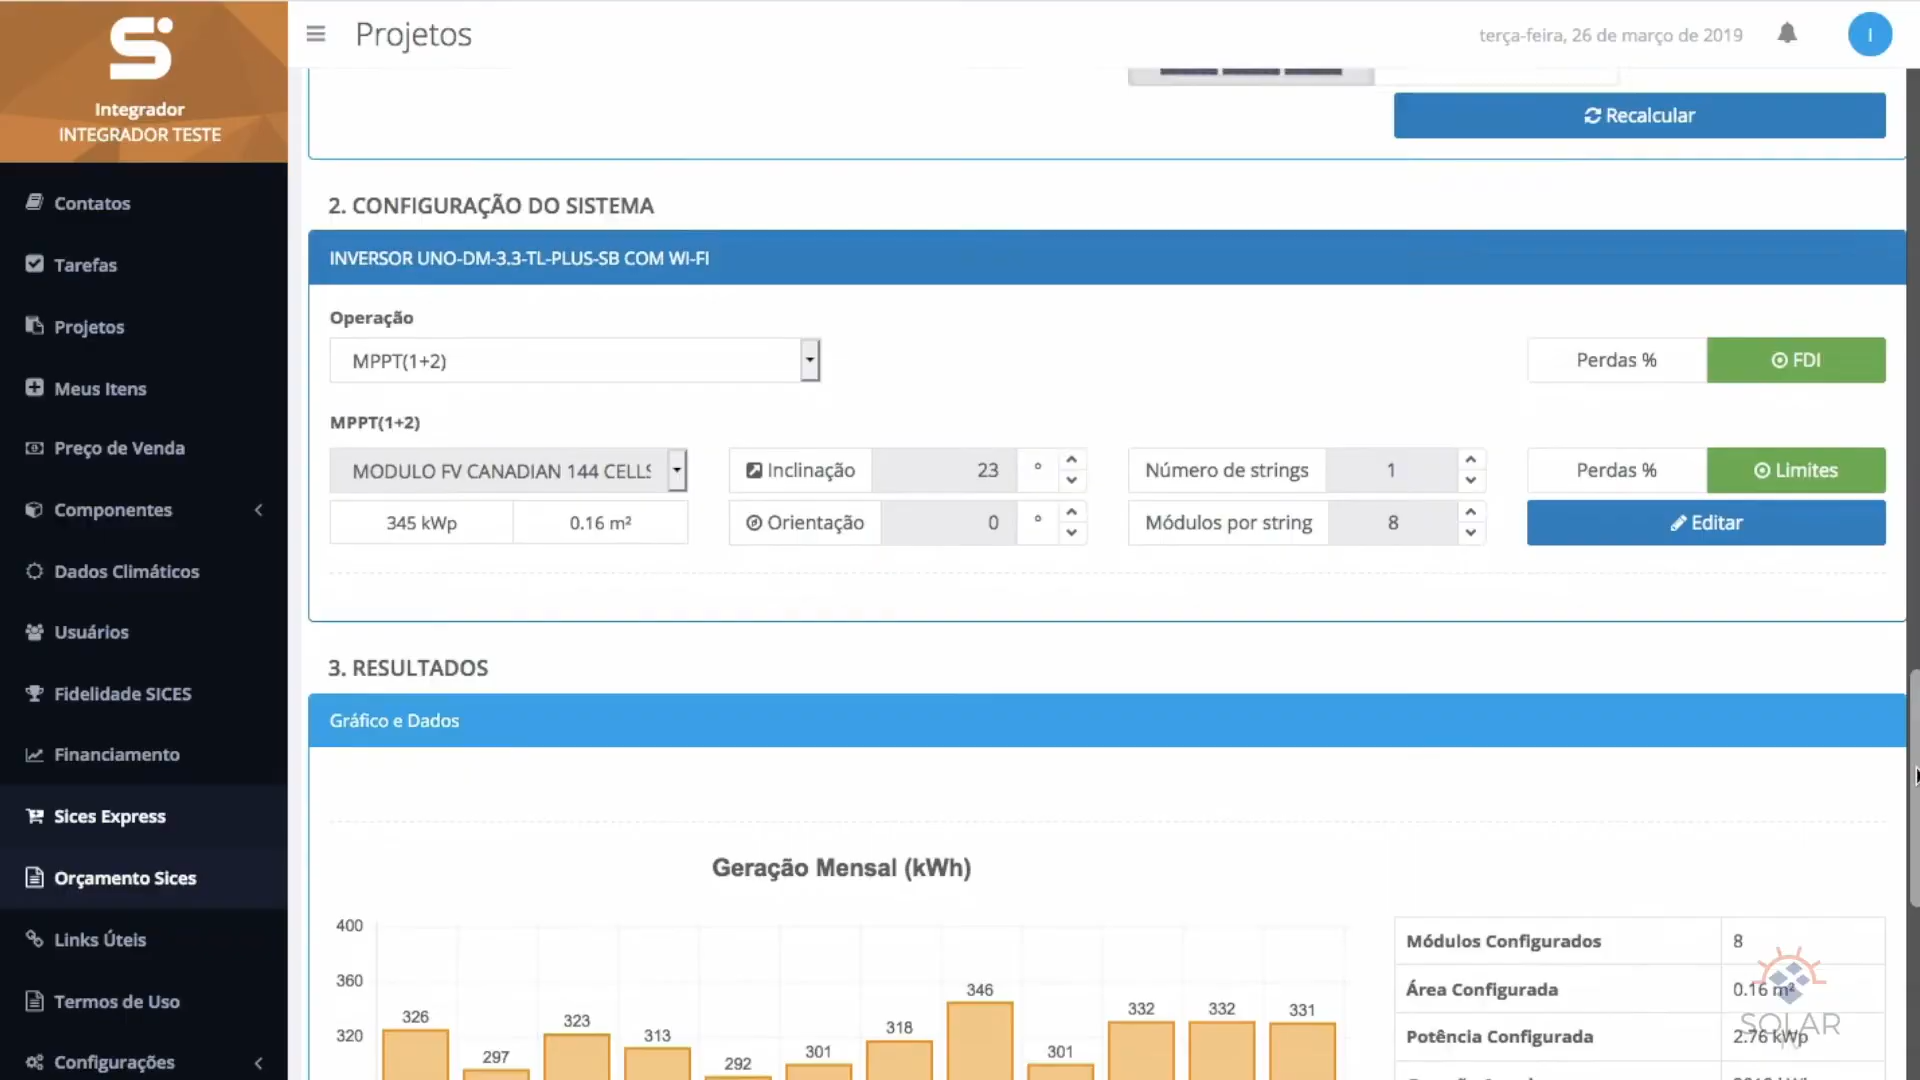 Integrador
INTEGRADOR TESTE
Contatos
Tarefas
Projetos
Meus Itens
Preço de Venda
Componentes
Dados Climáticos
Usuários
Fidelidade SICES
Financiamento
Sices Express
Orçamento Sices
Links Úteis
Termos de Uso
Configurações
Projetos
terça-feira, 26 de março de 2019
I
Recalcular
2. CONFIGURAÇÃO DO SISTEMA
INVERSOR UNO-DM-3.3-TL-PLUS-SB COM WI-FI
Operação
MPPT(1+2)
Perdas %
FDI
MPPT(1+2)
MODULO FV CANADIAN 144 CELLS
345 kWp
0.16 m²
Inclinação
23
°
Orientação
0
°
Número de strings
1
Módulos por string
8
Perdas %
Limites
Editar
3. RESULTADOS
Gráfico e Dados
Geração Mensal (kWh)
400
360
320
326
297
323
313
292
301
318
346
301
332
332
331
Módulos Configurados
8
Área Configurada
0.16 m²
Potência Configurada
2.76 kWp
SOLAR